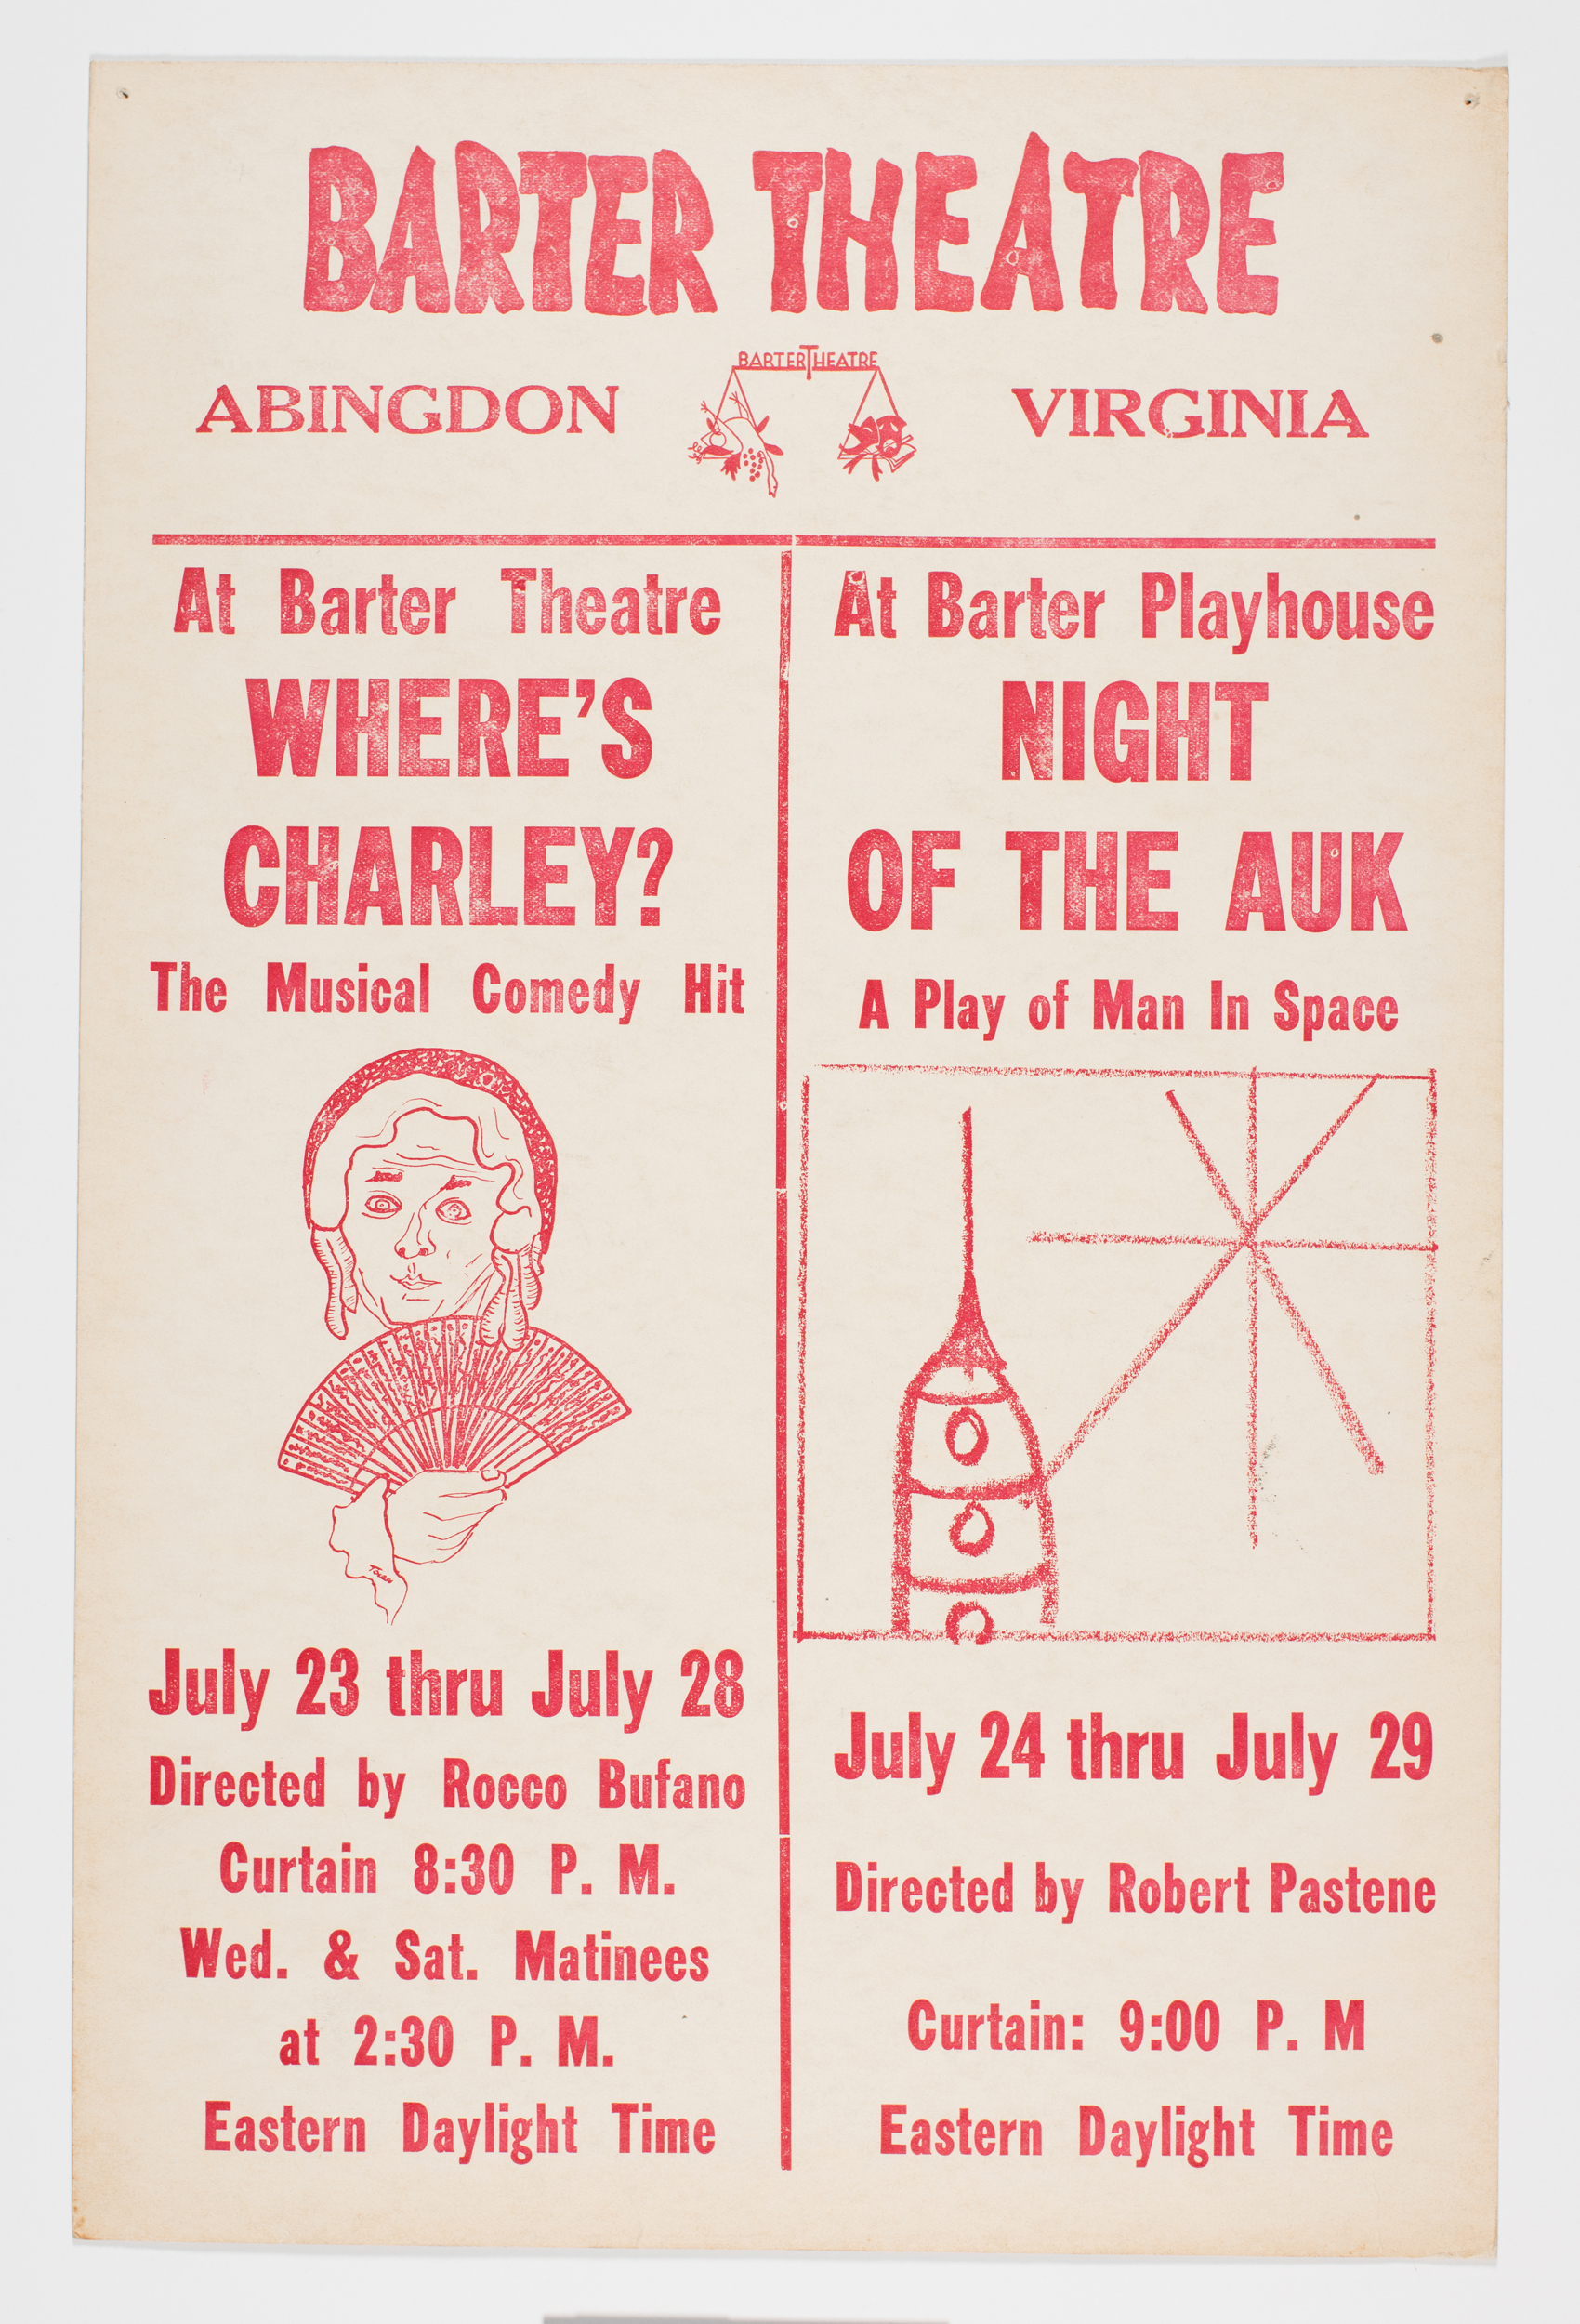 BARTER THEATRE
BARTER THEATRE
ABINGDON VIRGINIA
At Barter Theatre
WHERE'S
CHARLEY?
The Musical Comedy Hit
July 23 thru July 28
Directed by Rocco Bufano
Curtain 8:30 P. M.
Wed. & Sat. Matinees
at 2:30 P. M.
Eastern Daylight Time
At Barter Playhouse
NIGHT
OF THE AUK
A Play of Man In Space
July 24 thru July 29
Directed by Robert Pastene
Curtain: 9:00 P. M
Eastern Daylight Time